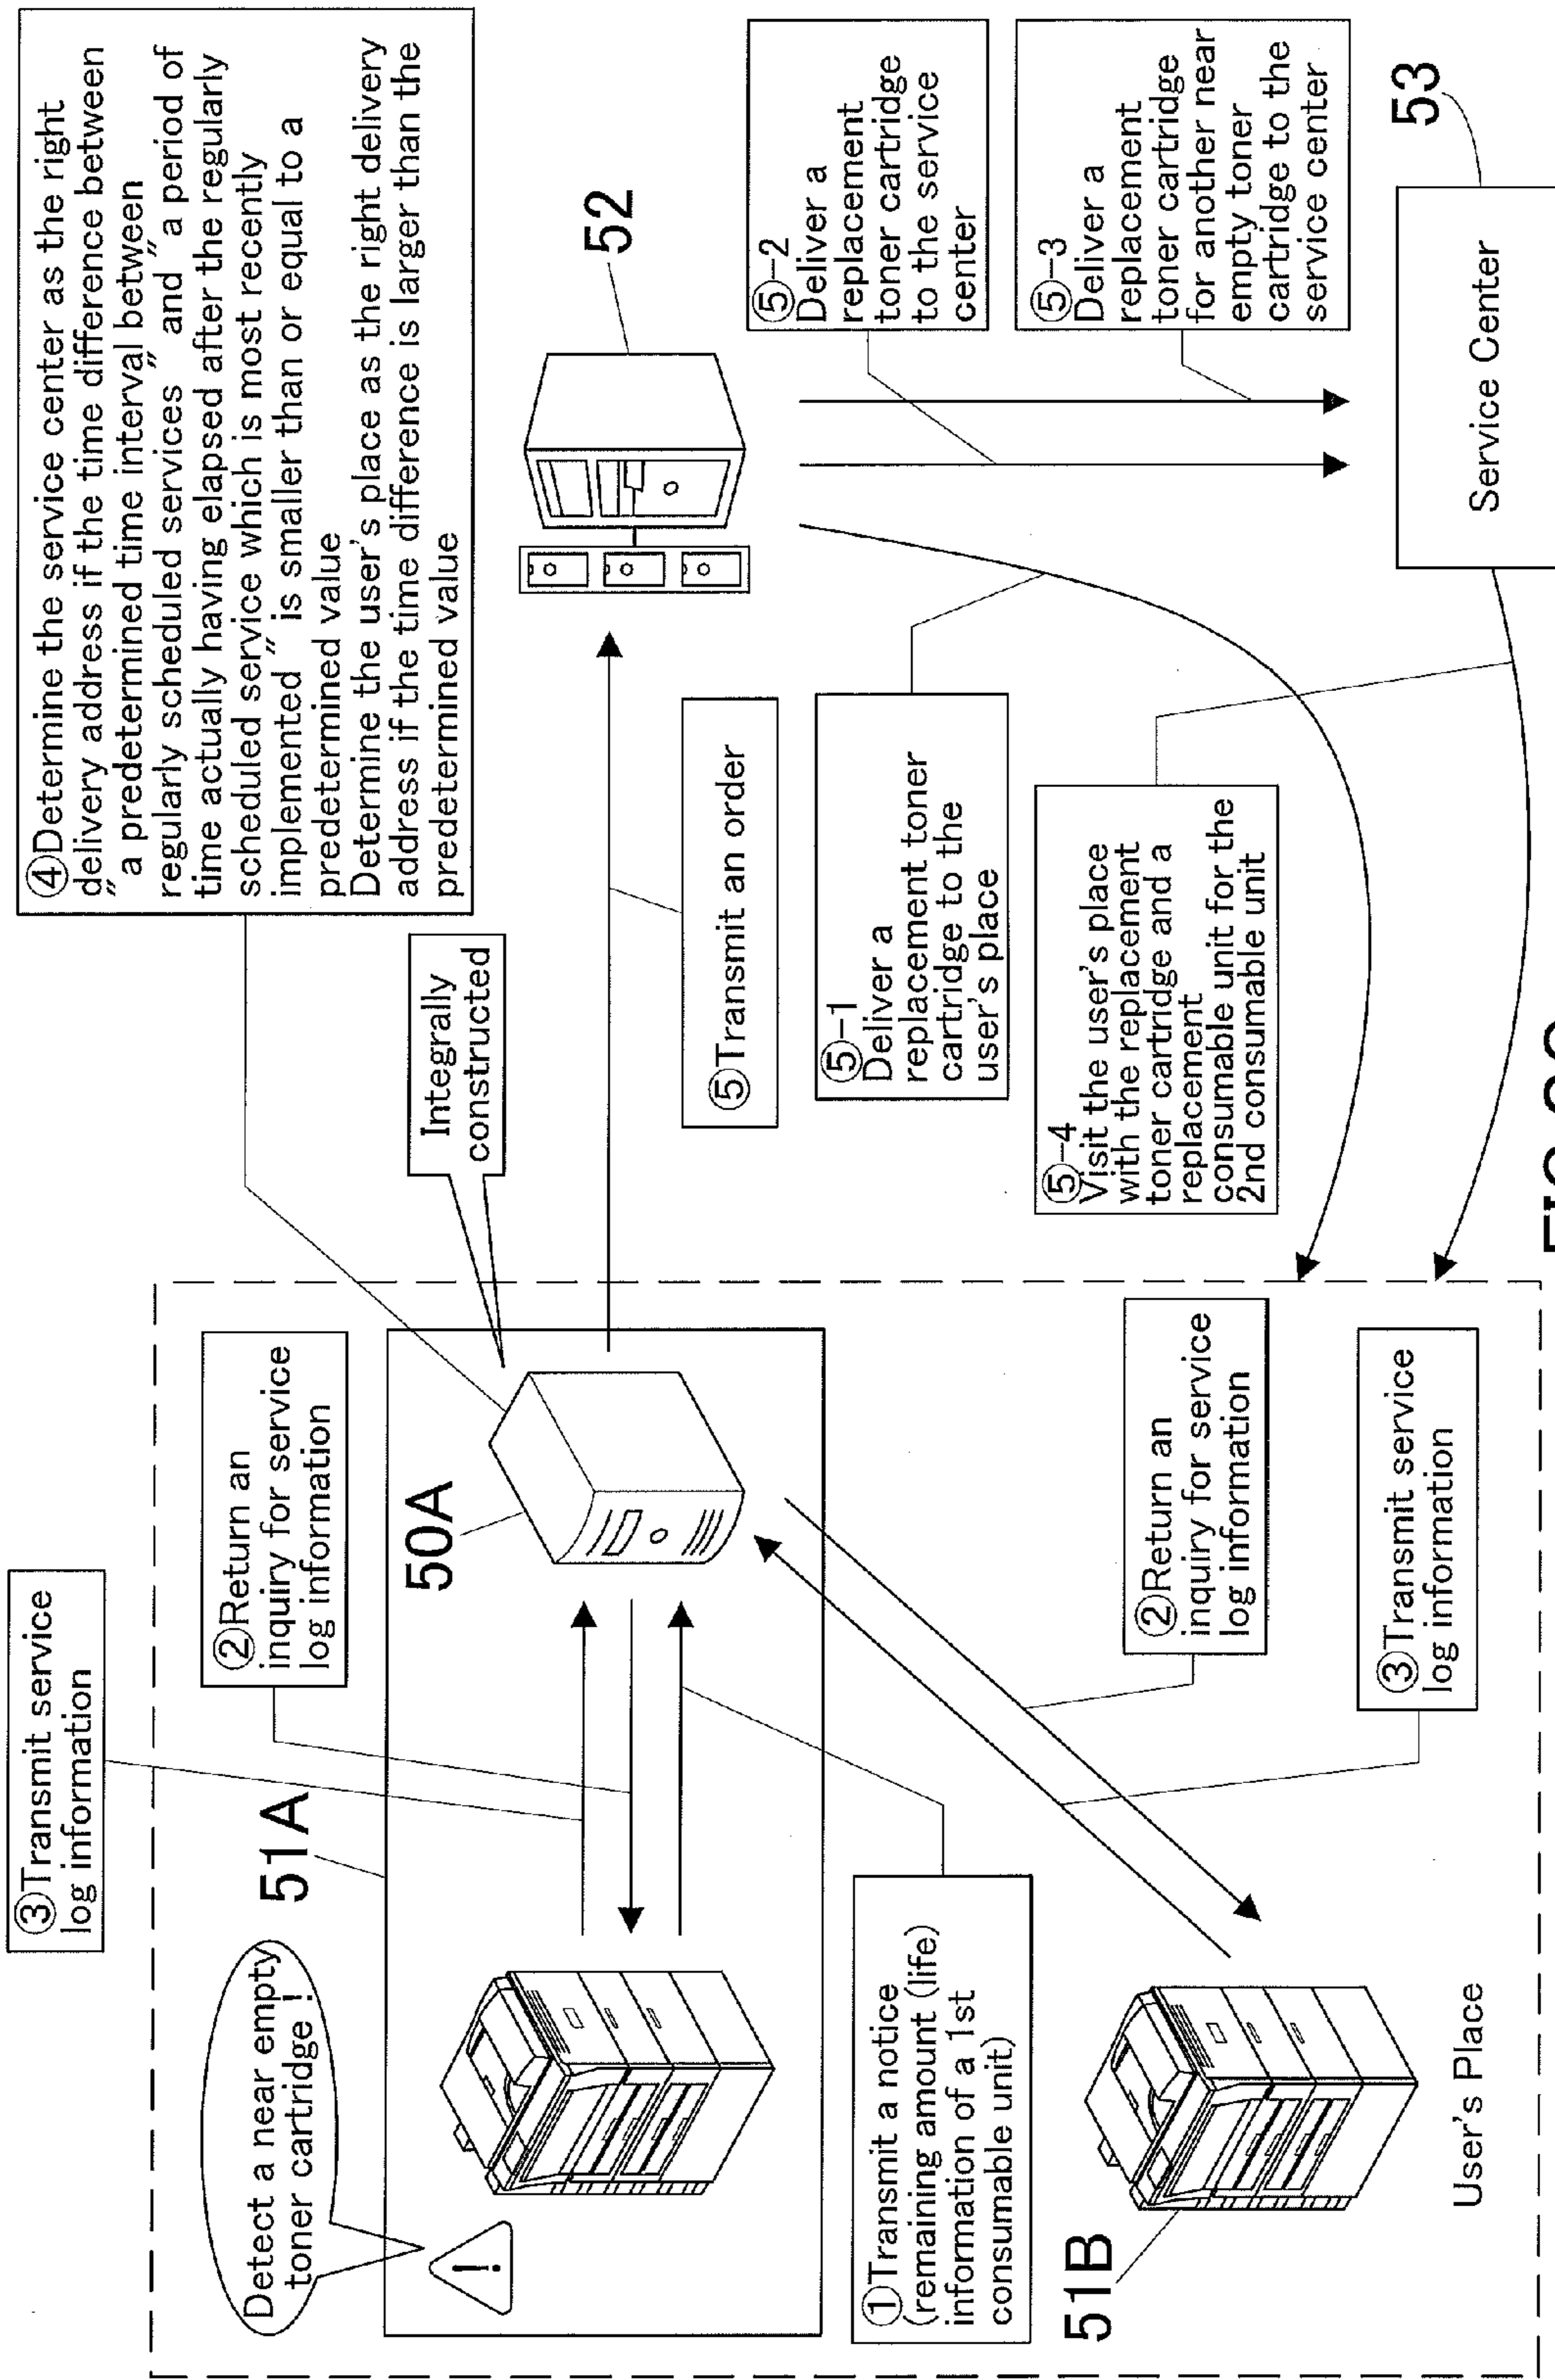 ③Transmit service
log information
Detect a near empty
toner cartridge !
51A
②Return an
inquiry for service
log information
50A
Integrally
constructed
④Determine the service center as the right
delivery address if the time difference between
"a predetermined time interval between
regularly scheduled services" and "a period of
time actually having elapsed after the regularly
scheduled service which is most recently
implemented" is smaller than or equal to a
predetermined value
Determine the user's place as the right delivery
address if the time difference is larger than the
predetermined value
52
⑤Transmit an order
①Transmit a notice
(remaining amount (life)
information of a 1st
consumable unit)
51B
②Return an
inquiry for service
log information
③Transmit service
log information
User's Place
⑤-1
Deliver a
replacement toner
cartridge to the
user's place
⑤-4
Visit the user's place
with the replacement
toner cartridge and a
replacement
consumable unit for the
2nd consumable unit
⑤-2
Deliver a
replacement
toner cartridge
to the service
center
⑤-3
Deliver a
replacement
toner cartridge
for another near
empty toner
cartridge to the
service center
53
Service Center